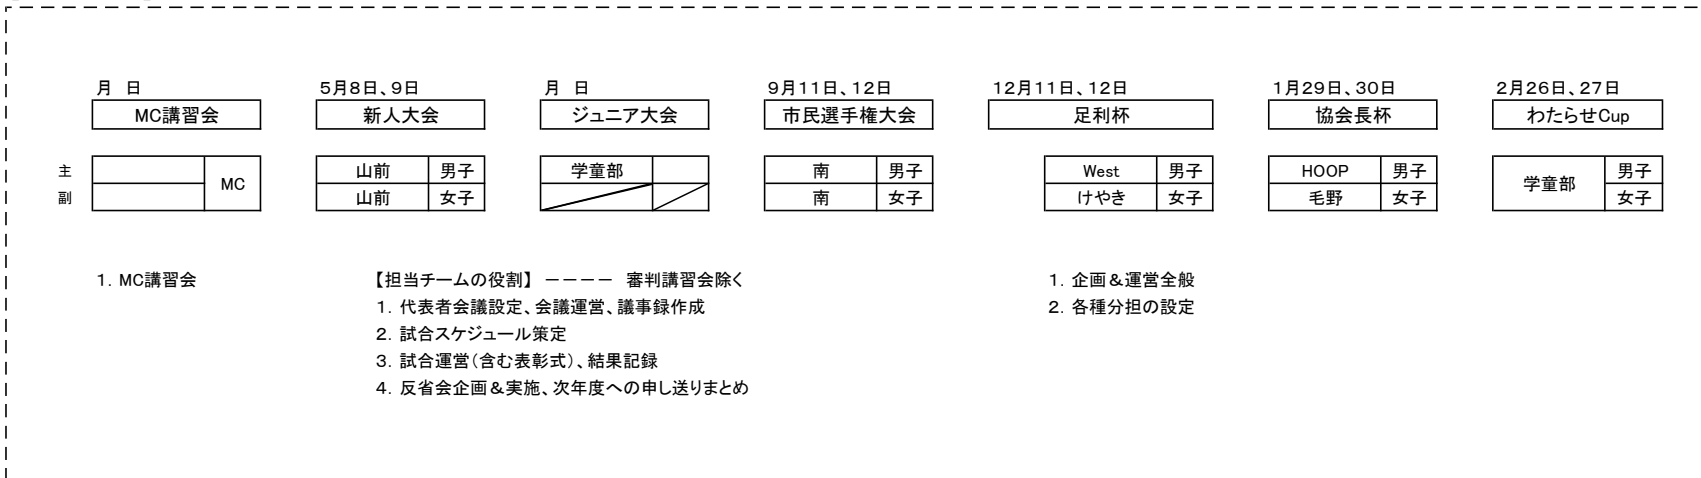 月 日 5月8日、9日 月 日 9月11日、12日 12月11日、12日 1月29日、30日 2月26日、27日
MC講習会 新人大会 ジュニア大会 市民選手権大会 足利杯 協会長杯 わたらせCup
主 MC 山前 男子 学童部 南 男子 West 男子 HOOP 男子 学童部 男子
副 山前 女子 南 女子 けやき 女子 毛野 女子 女子
1. MC講習会 【担当チームの役割】 ーーーー 審判講習会除く 1. 企画&運営全般
1. 代表者会議設定、会議運営、議事録作成 2. 各種分担の設定
2. 試合スケジュール策定
3. 試合運営(含む表彰式)、結果記録
4. 反省会企画&実施、次年度への申し送りまとめ